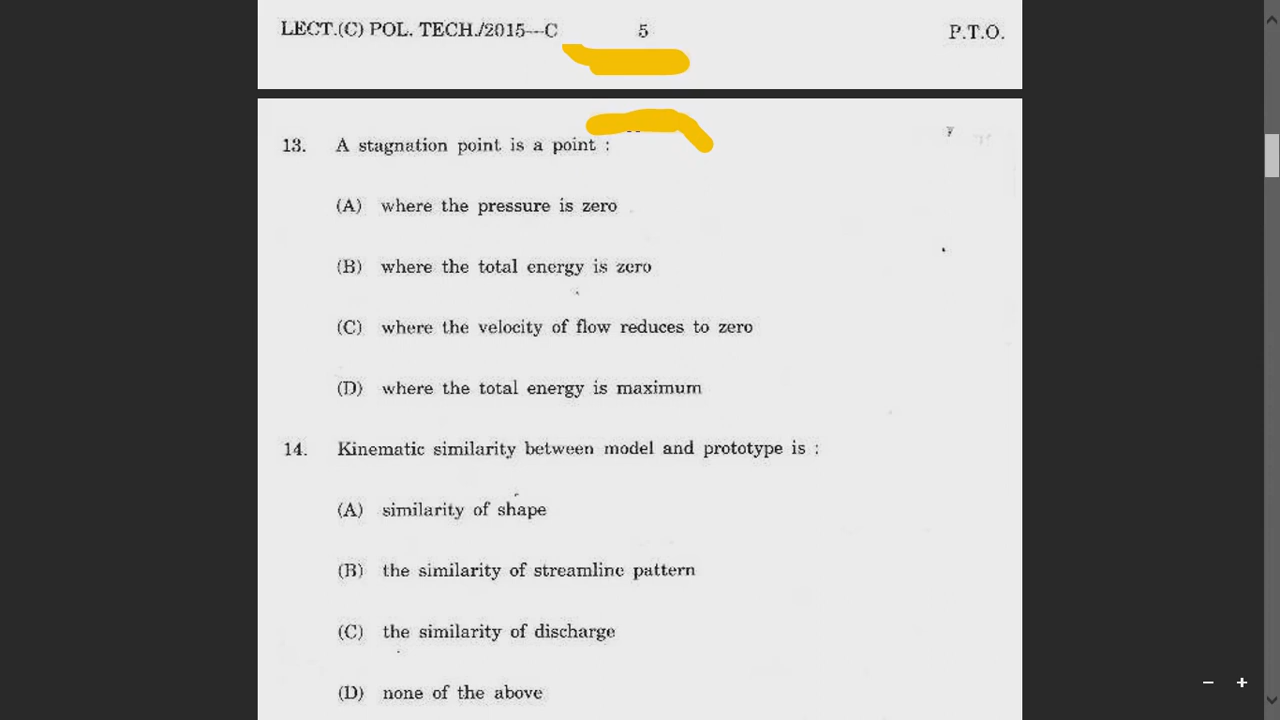 LECT.(C) POL. TECH./2015---C 5 P.T.O.
13. A stagnation point is a point :
(A) where the pressure is zero
(B) where the total energy is zero
(C) where the velocity of flow reduces to zero
(D) where the total energy is maximum
14. Kinematic similarity between model and prototype is :
(A) similarity of shape
(B) the similarity of streamline pattern
(C) the similarity of discharge
(D) none of the above